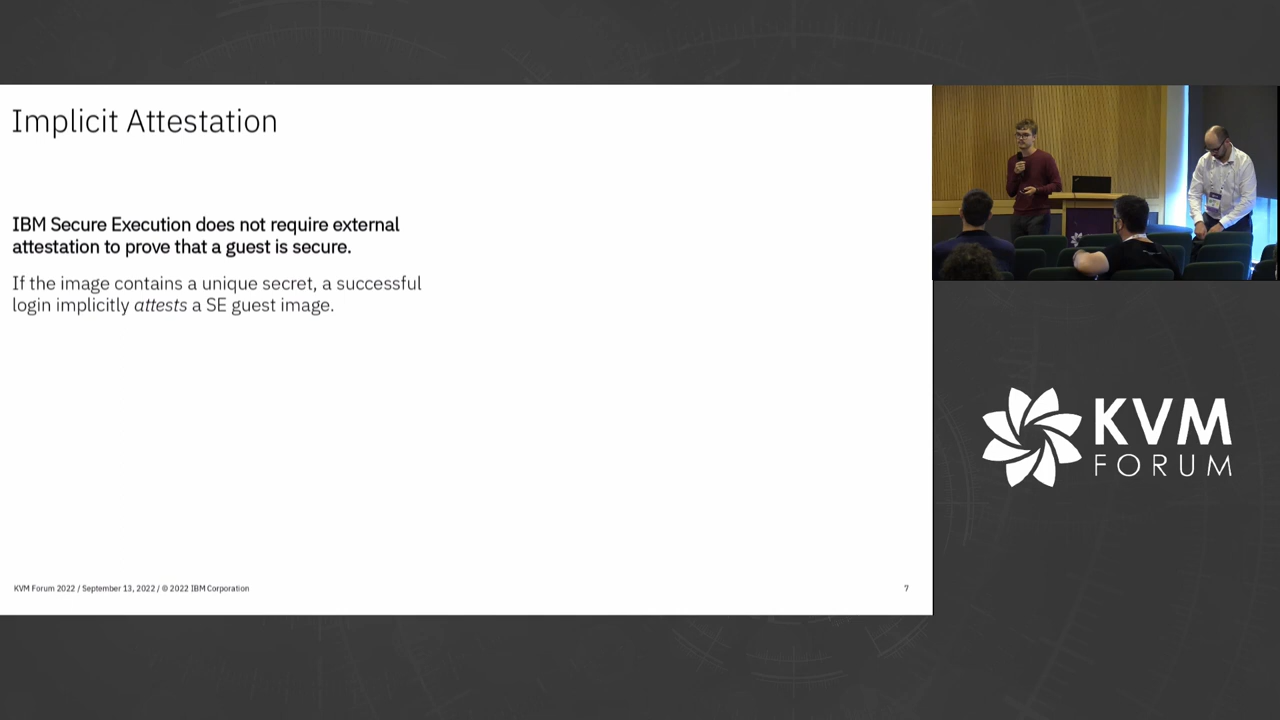 Implicit Attestation
IBM Secure Execution does not require external
attestation to prove that a guest is secure.
If the image contains a unique secret, a successful
login implicitly attests a SE guest image.
KVM Forum 2022 / September 13, 2022 / © 2022 IBM Corporation
7
KVM
FORUM